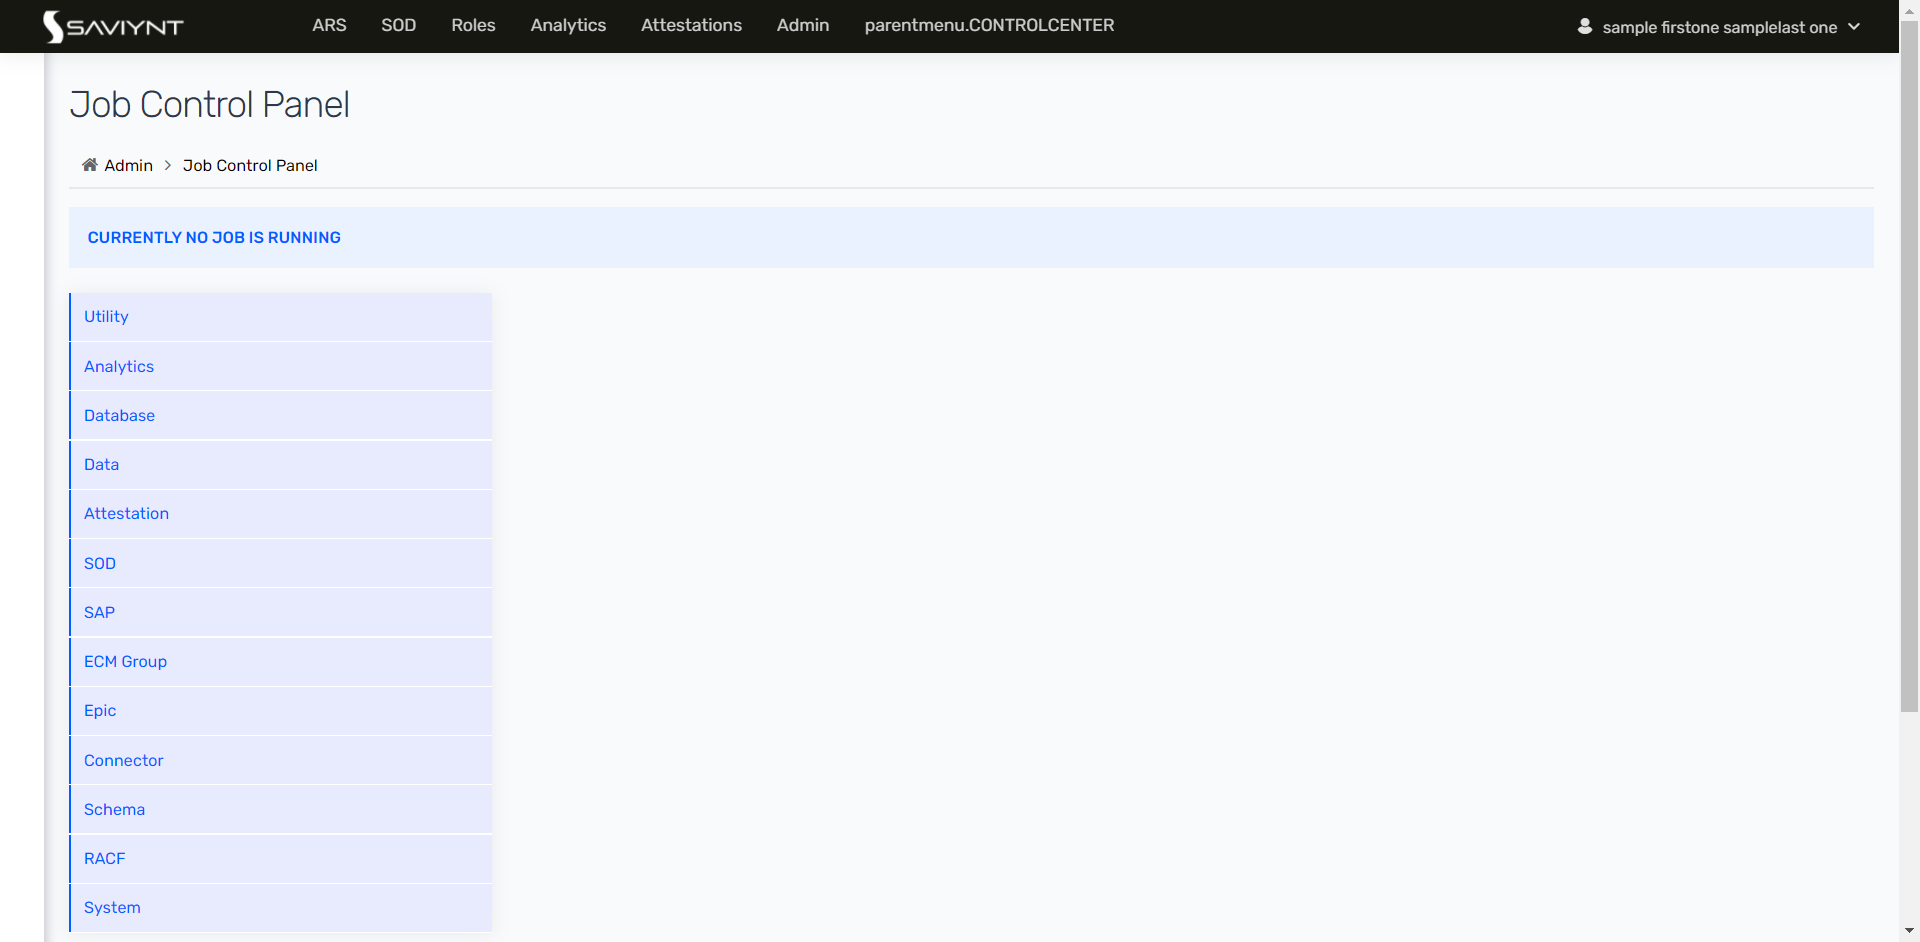 SAVIYNT
ARS SOD Roles Analytics Attestations Admin parentmenu.CONTROLCENTER sample firstone samplelast one
Job Control Panel
Admin > Job Control Panel
CURRENTLY NO JOB IS RUNNING
Utility
Analytics
Database
Data
Attestation
SOD
SAP
ECM Group
Epic
Connector
Schema
RACF
System